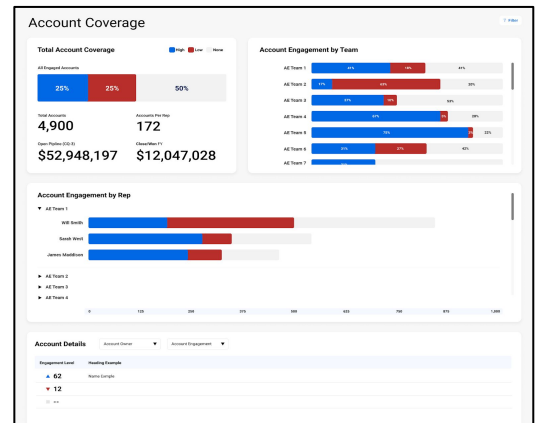 Account Coverage
Filter
Total Account Coverage
High Low None
All Engaged Accounts
25% 25% 50%
Total Accounts
4,900
Accounts Per Rep
172
Open Pipline (CQ-3)
$52,948,197
Close/Won FY
$12,047,028
Account Engagement by Team
AE Team 1
AE Team 2
AE Team 3
AE Team 4
AE Team 5
AE Team 6
AE Team 7
Account Engagement by Rep
AE Team 1
Will Smith
Sarah West
James Maddison
AE Team 2
AE Team 3
AE Team 4
0 125 250 375 500 625 750 875 1,000
Account Details
Account Owner
Account Engagement
Engagement Level Heading Example
62
12
--